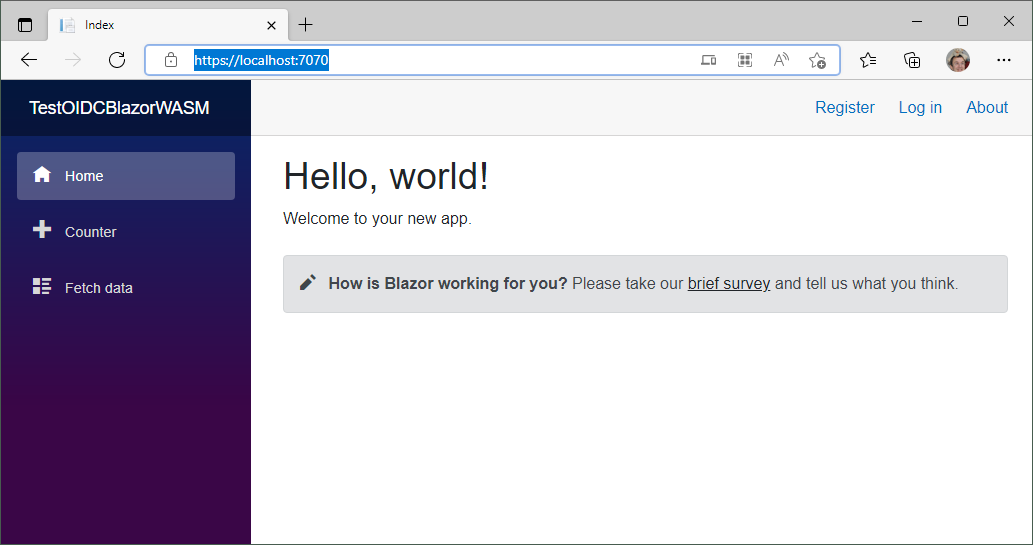 Index
https://localhost:7070
TestOIDCBlazorWASM
Register Log in About
Home
Counter
Fetch data
Hello, world!
Welcome to your new app.
How is Blazor working for you? Please take our brief survey and tell us what you think.